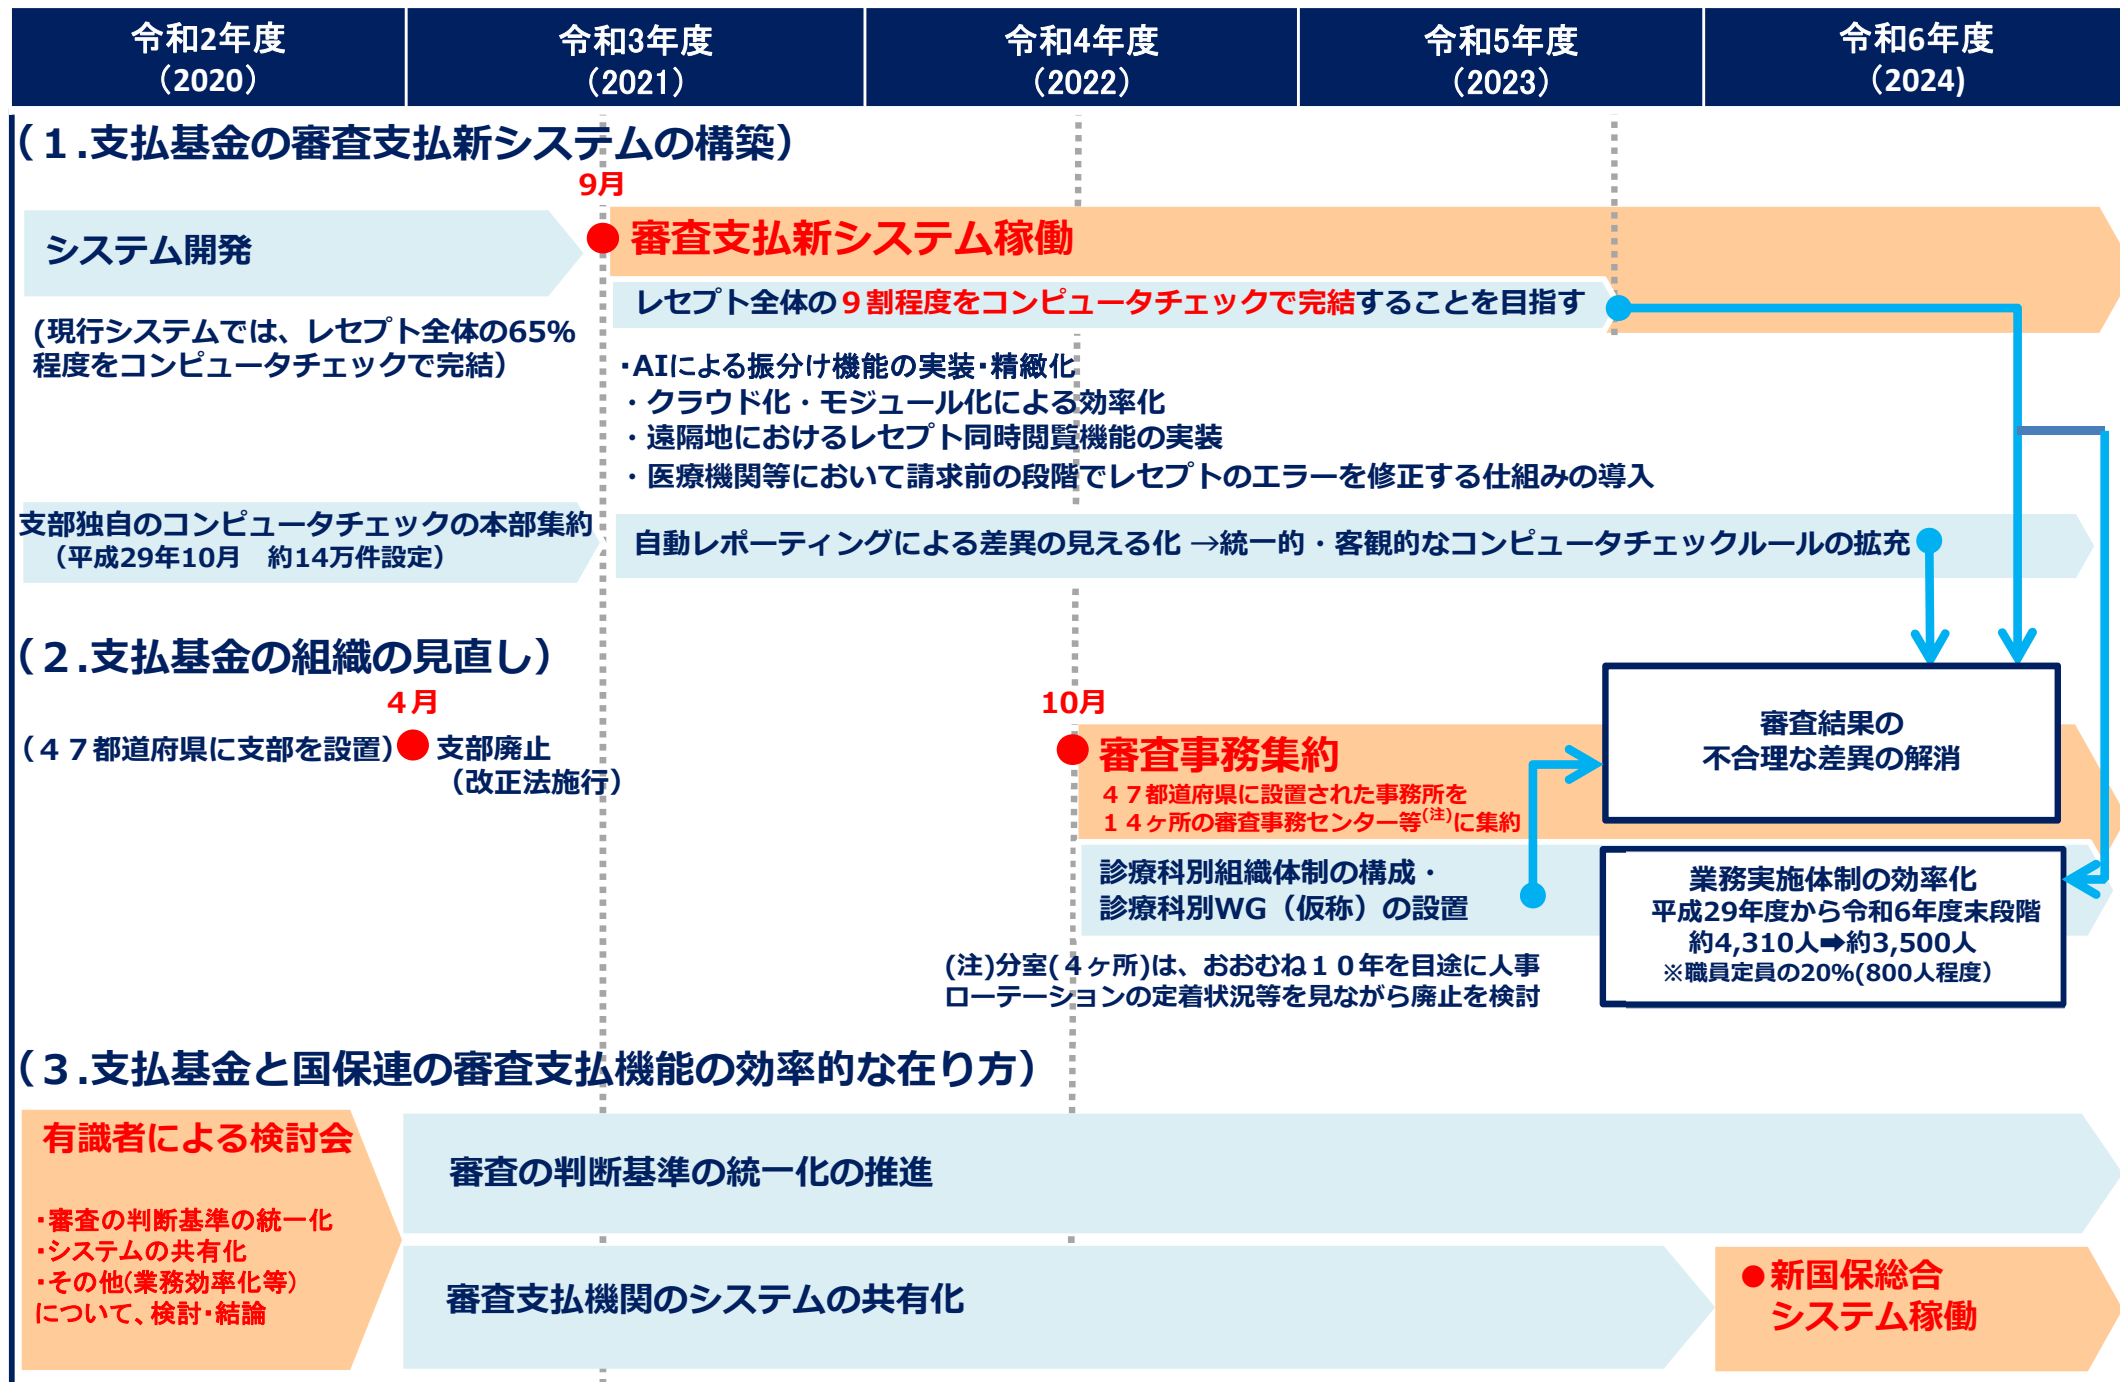 令和2年度
（2020）
令和3年度
（2021）
令和4年度
（2022）
令和5年度
（2023）
令和6年度
（2024)
（１.支払基金の審査支払新システムの構築）
9月
システム開発
審査支払新システム稼働
レセプト全体の９割程度をコンピュータチェックで完結することを目指す
(現行システムでは、レセプト全体の65%
程度をコンピュータチェックで完結）
・AIによる振分け機能の実装・精緻化
・クラウド化・モジュール化による効率化
・遠隔地におけるレセプト同時閲覧機能の実装
・医療機関等において請求前の段階でレセプトのエラーを修正する仕組みの導入
支部独自のコンピュータチェックの本部集約
（平成29年10月　約14万件設定）
自動レポーティングによる差異の見える化 →統一的・客観的なコンピュータチェックルールの拡充
（２.支払基金の組織の見直し）
４月
（４７都道府県に支部を設置）
支部廃止
（改正法施行）
10月
審査事務集約
４７都道府県に設置された事務所を
１４ヶ所の審査事務センター等(注)に集約
審査結果の
不合理な差異の解消
診療科別組織体制の構成・
診療科別WG（仮称）の設置
業務実施体制の効率化
平成29年度から令和6年度末段階
約4,310人➡約3,500人
※職員定員の20%(800人程度）
(注)分室(４ヶ所)は、おおむね１０年を目途に人事
ローテーションの定着状況等を見ながら廃止を検討
（３.支払基金と国保連の審査支払機能の効率的な在り方）
有識者による検討会
・審査の判断基準の統一化
・システムの共有化
・その他(業務効率化等)
について、検討・結論
審査の判断基準の統一化の推進
審査支払機関のシステムの共有化
●新国保総合
システム稼働